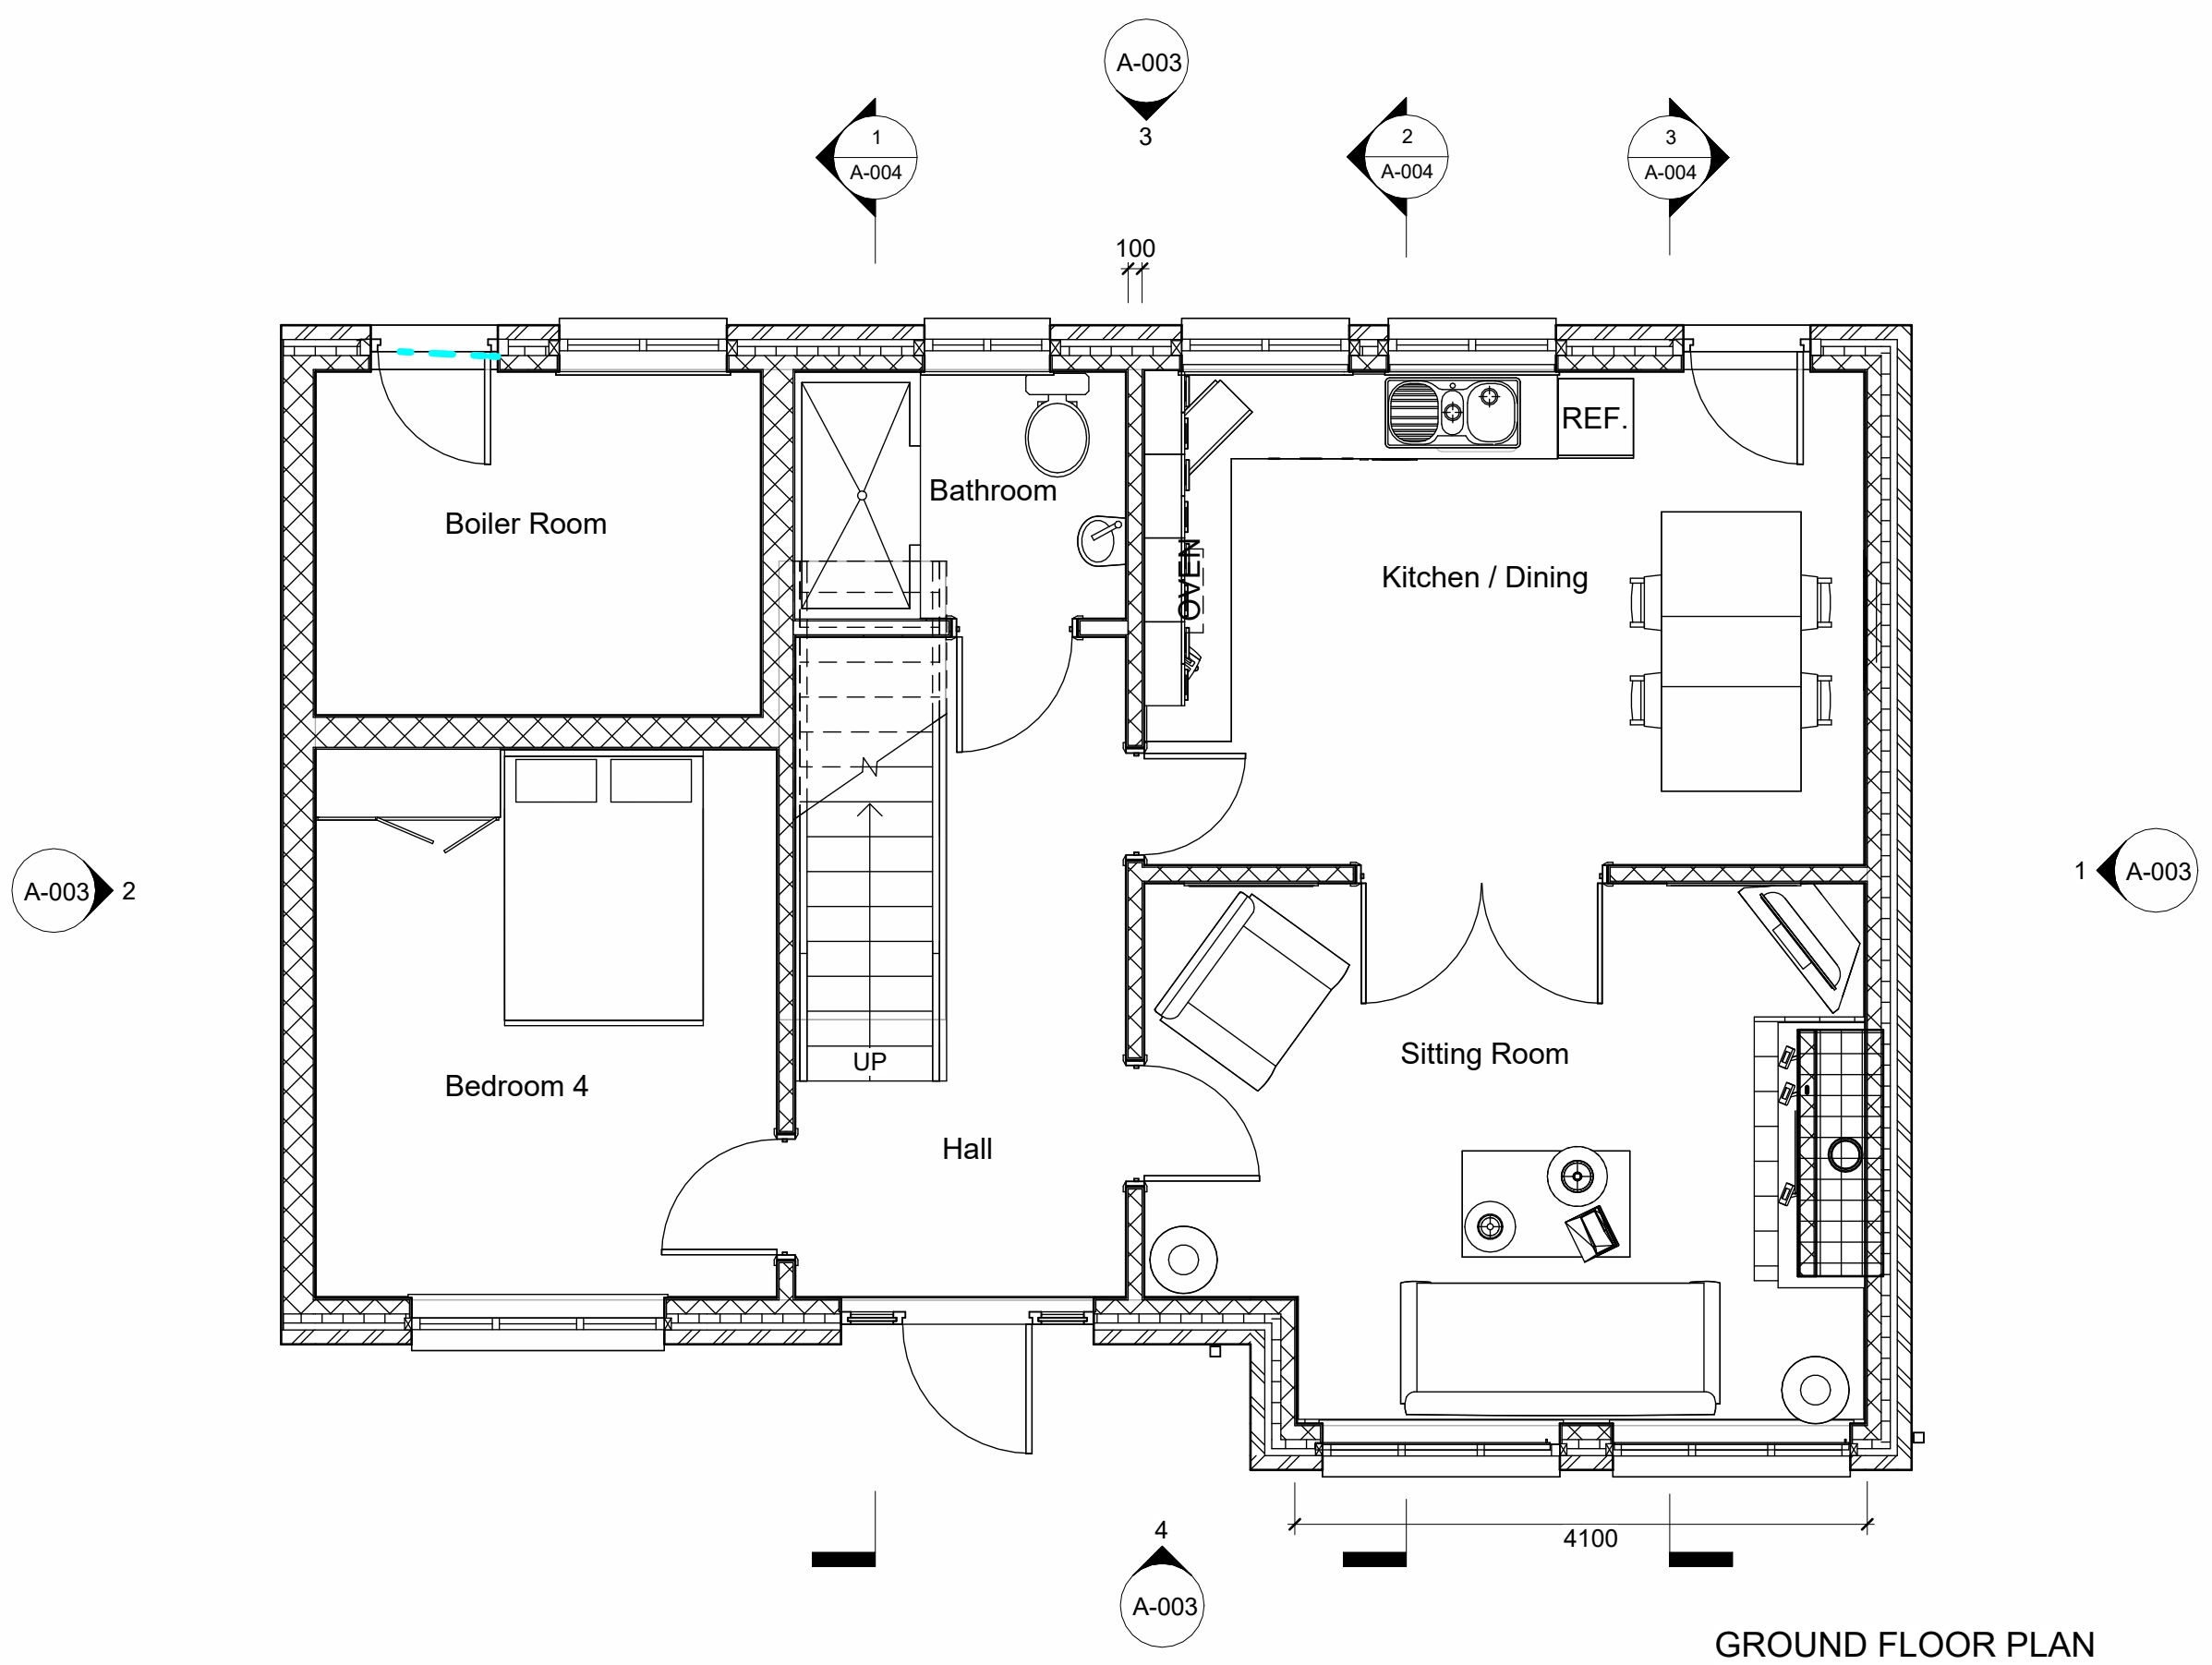 A-003
3
1
A-004
2
A-004
3
A-004
100
REF.
Bathroom
Boiler Room
OVEN
Kitchen / Dining
N
A-003
2
1
A-003
UP
Sitting Room
Bedroom 4
Hall
4
4100
A-003
GROUND FLOOR PLAN